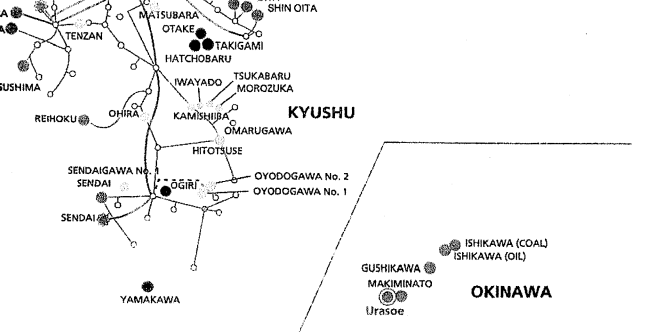 MATSUBARA
SHIN OITA
OTAKE
TENZAN
TAKIGAMI
HATCHOBARU
TSUKABARU
IWAYADO
MOROZUKA
SUSHIMA
KYUSHU
REIHOKU
OHIRA
KAMISHIIBA
OMARUGAWA
HITOTSUSE
SENDAIGAWA No. 1
OYODOGAWA No. 2
SENDAI
OGIRI
OYODOGAWA No. 1
SENDAI
ISHIKAWA (COAL)
ISHIKAWA (OIL)
GUSHIKAWA
MAKIMINATO
OKINAWA
YAMAKAWA
Urasoe